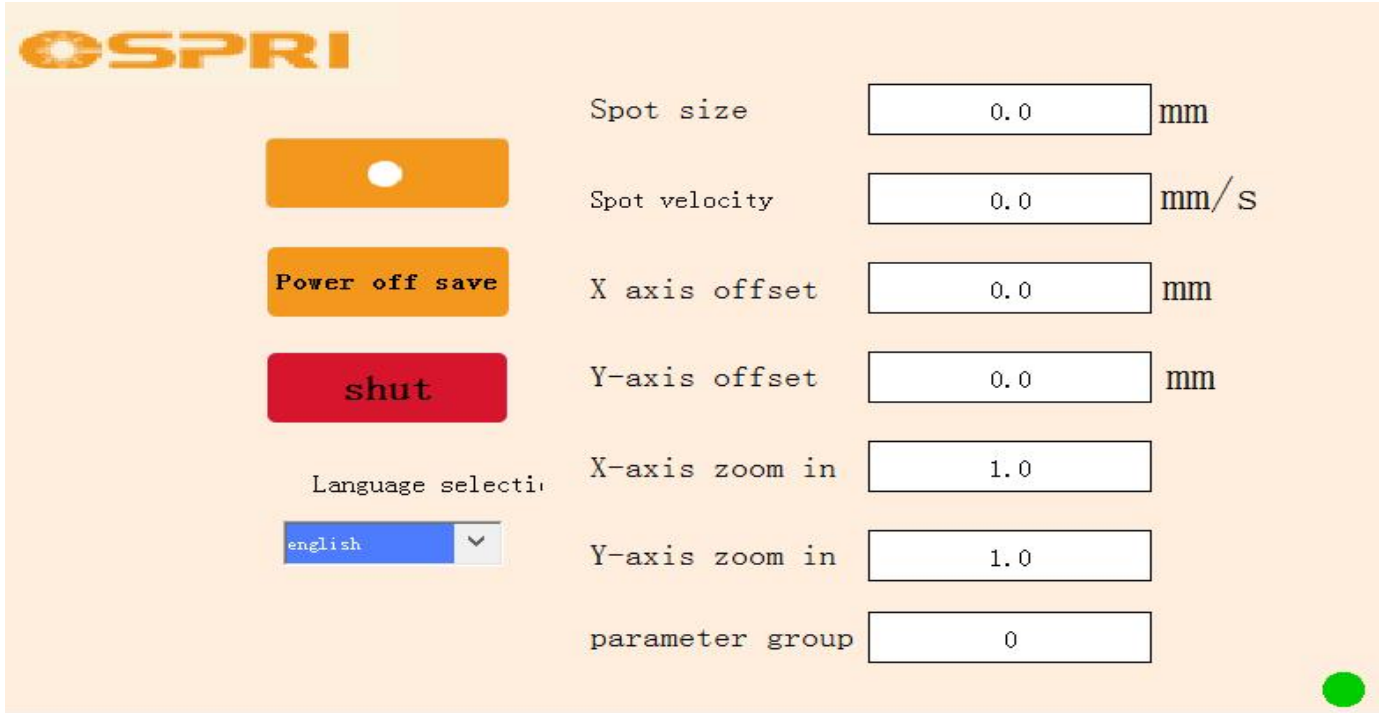 OSPRI
Spot size 0.0 mm
Spot velocity 0.0 mm/s
Power off save
X axis offset 0.0 mm
shut
Y-axis offset 0.0 mm
Language selecti
X-axis zoom in 1.0
english
Y-axis zoom in 1.0
parameter group 0